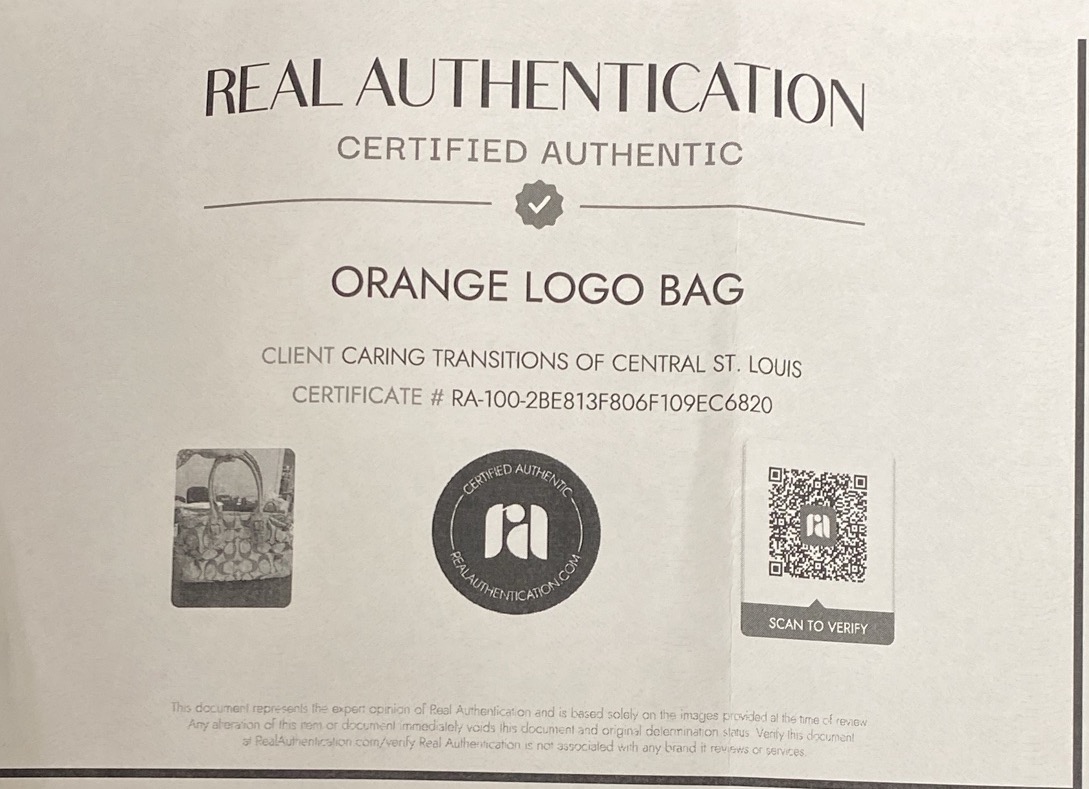 REAL AUTHENTICATION
CERTIFIED AUTHENTIC
ORANGE LOGO BAG
CLIENT CARING TRANSITIONS OF CENTRAL ST. LOUIS
CERTIFICATE # RA-100-2BE813F806F109EC6820
CERTIFIED AUTHENTIC
ra
REALAUTHENTICATION.COM
ra
SCAN TO VERIFY
This document represents the expert opinion of Real Authentication and is based solely on the images provided at the time of review
Any alteration of this item or document immediately voids this document and original determination status. Verify this document
at RealAuthentication.com/verify Real Authentication is not associated with any brand it reviews or services.